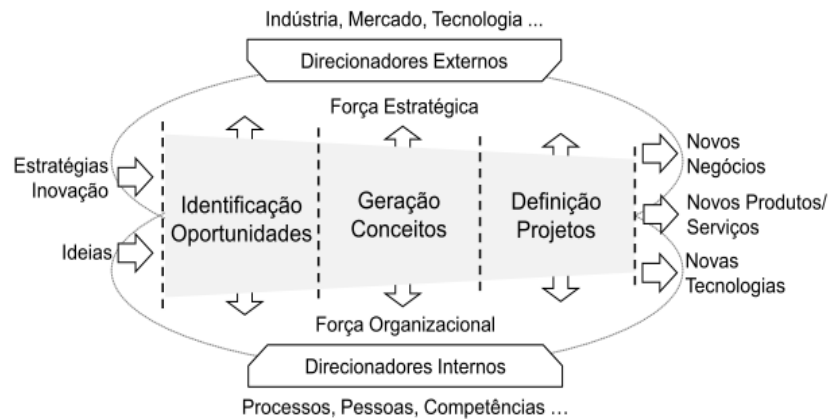 Indústria, Mercado, Tecnologia ...
Direcionadores Externos
Força Estratégica
Estratégias
Inovação
Ideias
Identificação
Oportunidades
Geração
Conceitos
Definição
Projetos
Novos
Negócios
Novos Produtos/
Serviços
Novas
Tecnologias
Força Organizacional
Direcionadores Internos
Processos, Pessoas, Competências ...